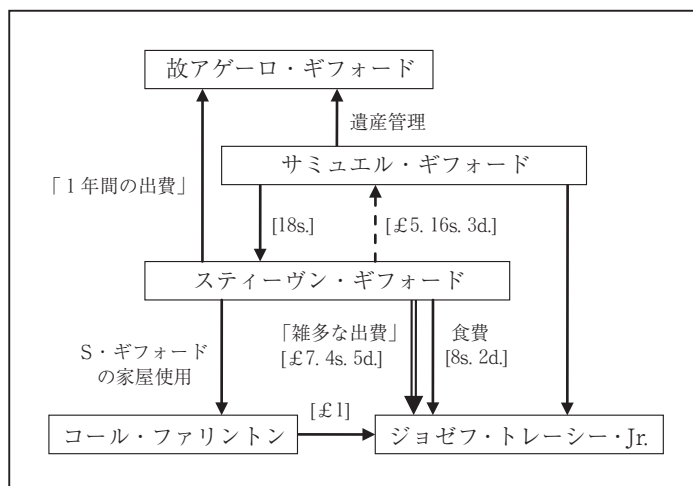 故アゲーロ・ギフォード
遺産管理
サミュエル・ギフォード
「１年間の出費」
[18s.]
[£5. 16s. 3d.]
スティーヴン・ギフォード
S・ギフォード
の家屋使用
「雑多な出費」
[£7. 4s. 5d.]
食費
[8s. 2d.]
[£1]
コール・ファリントン
ジョゼフ・トレーシー・Jr.